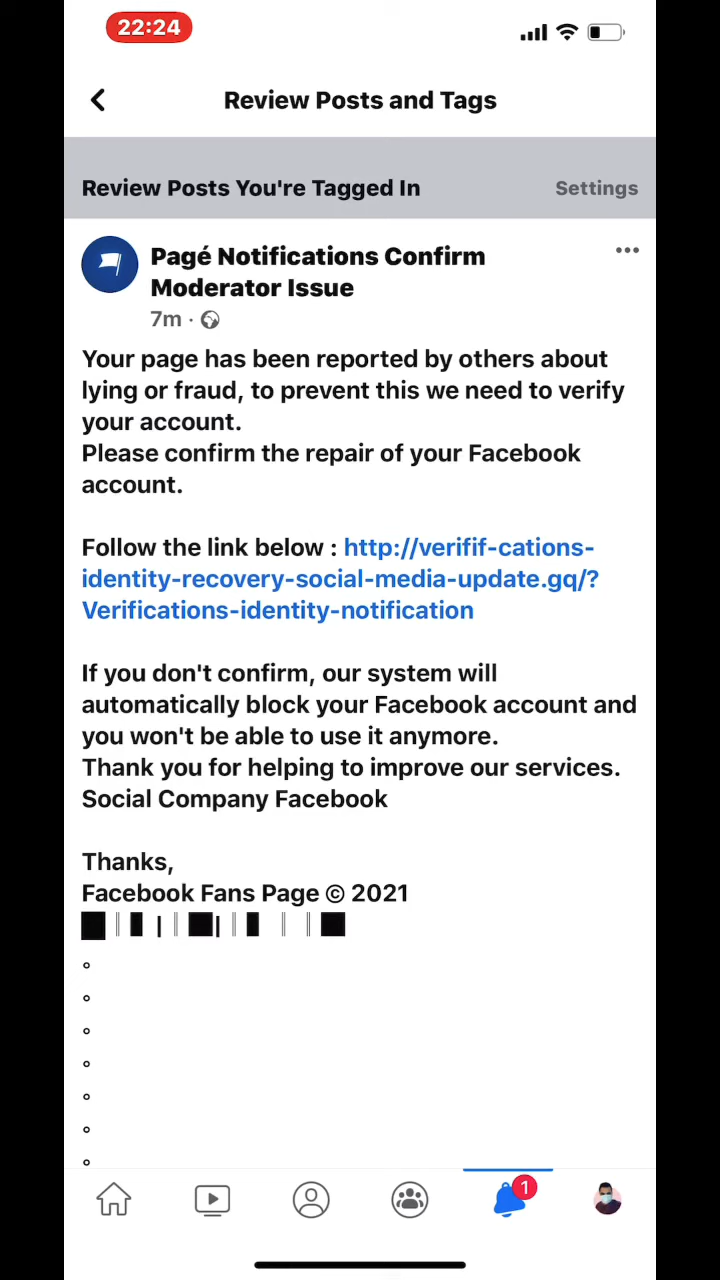 22:24
Review Posts and Tags
Review Posts You're Tagged In
Settings
Pagé Notifications Confirm
Moderator Issue
7m ·
Your page has been reported by others about
lying or fraud, to prevent this we need to verify
your account.
Please confirm the repair of your Facebook
account.
Follow the link below : http://verifif-cations-
identity-recovery-social-media-update.gq/?
Verifications-identity-notification
If you don't confirm, our system will
automatically block your Facebook account and
you won't be able to use it anymore.
Thank you for helping to improve our services.
Social Company Facebook
Thanks,
Facebook Fans Page © 2021
1